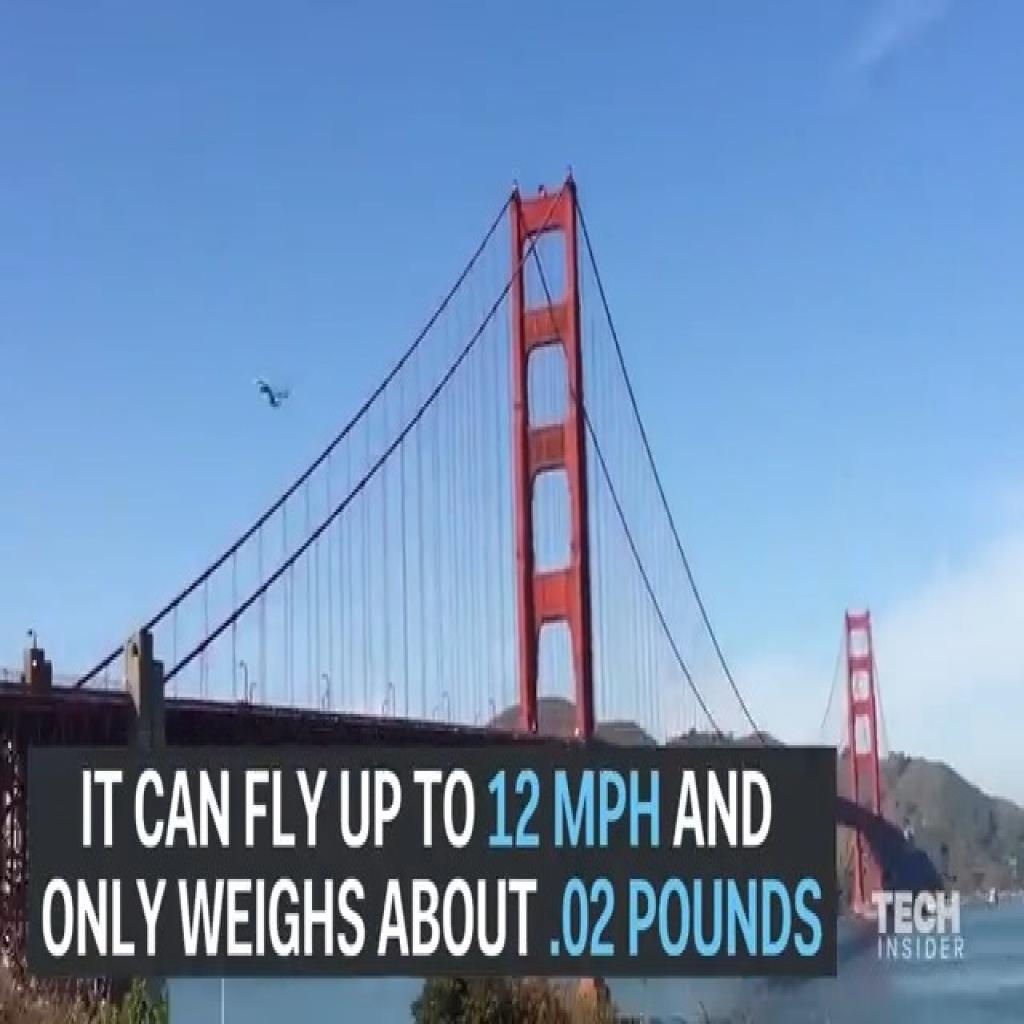 IT CAN FLY UP TO 12 MPH AND
ONLY WEIGHS ABOUT .02 POUNDS
TECH
INSIDER